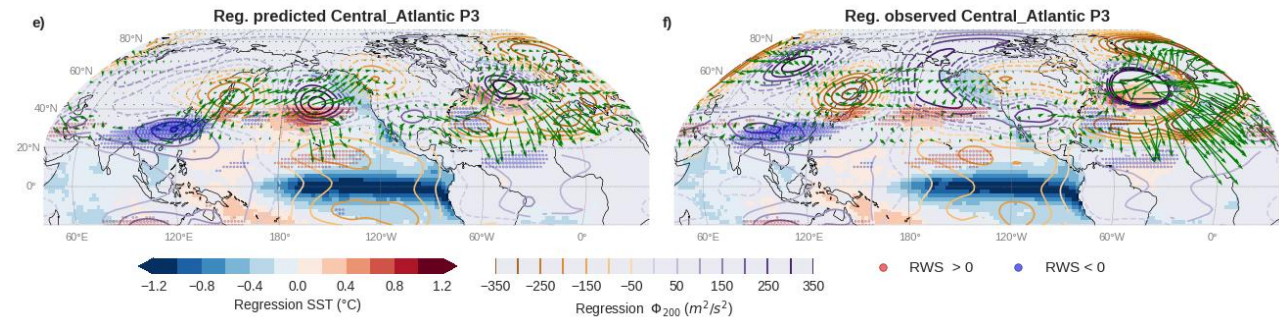 e) Reg. predicted Central_Atlantic P3
80°N
60°N
40°N
20°N
0°
60°E 120°E 180° 120°W 60°W 0°
f) Reg. observed Central_Atlantic P3
80°N
60°N
40°N
20°N
0°
60°E 120°E 180° 120°W 60°W 0°
−1.2 −0.8 −0.4 0.0 0.4 0.8 1.2
Regression SST (°C)
−350 −250 −150 −50 50 150 250 350
Regression Φ200 (m²/s²)
RWS > 0 RWS < 0